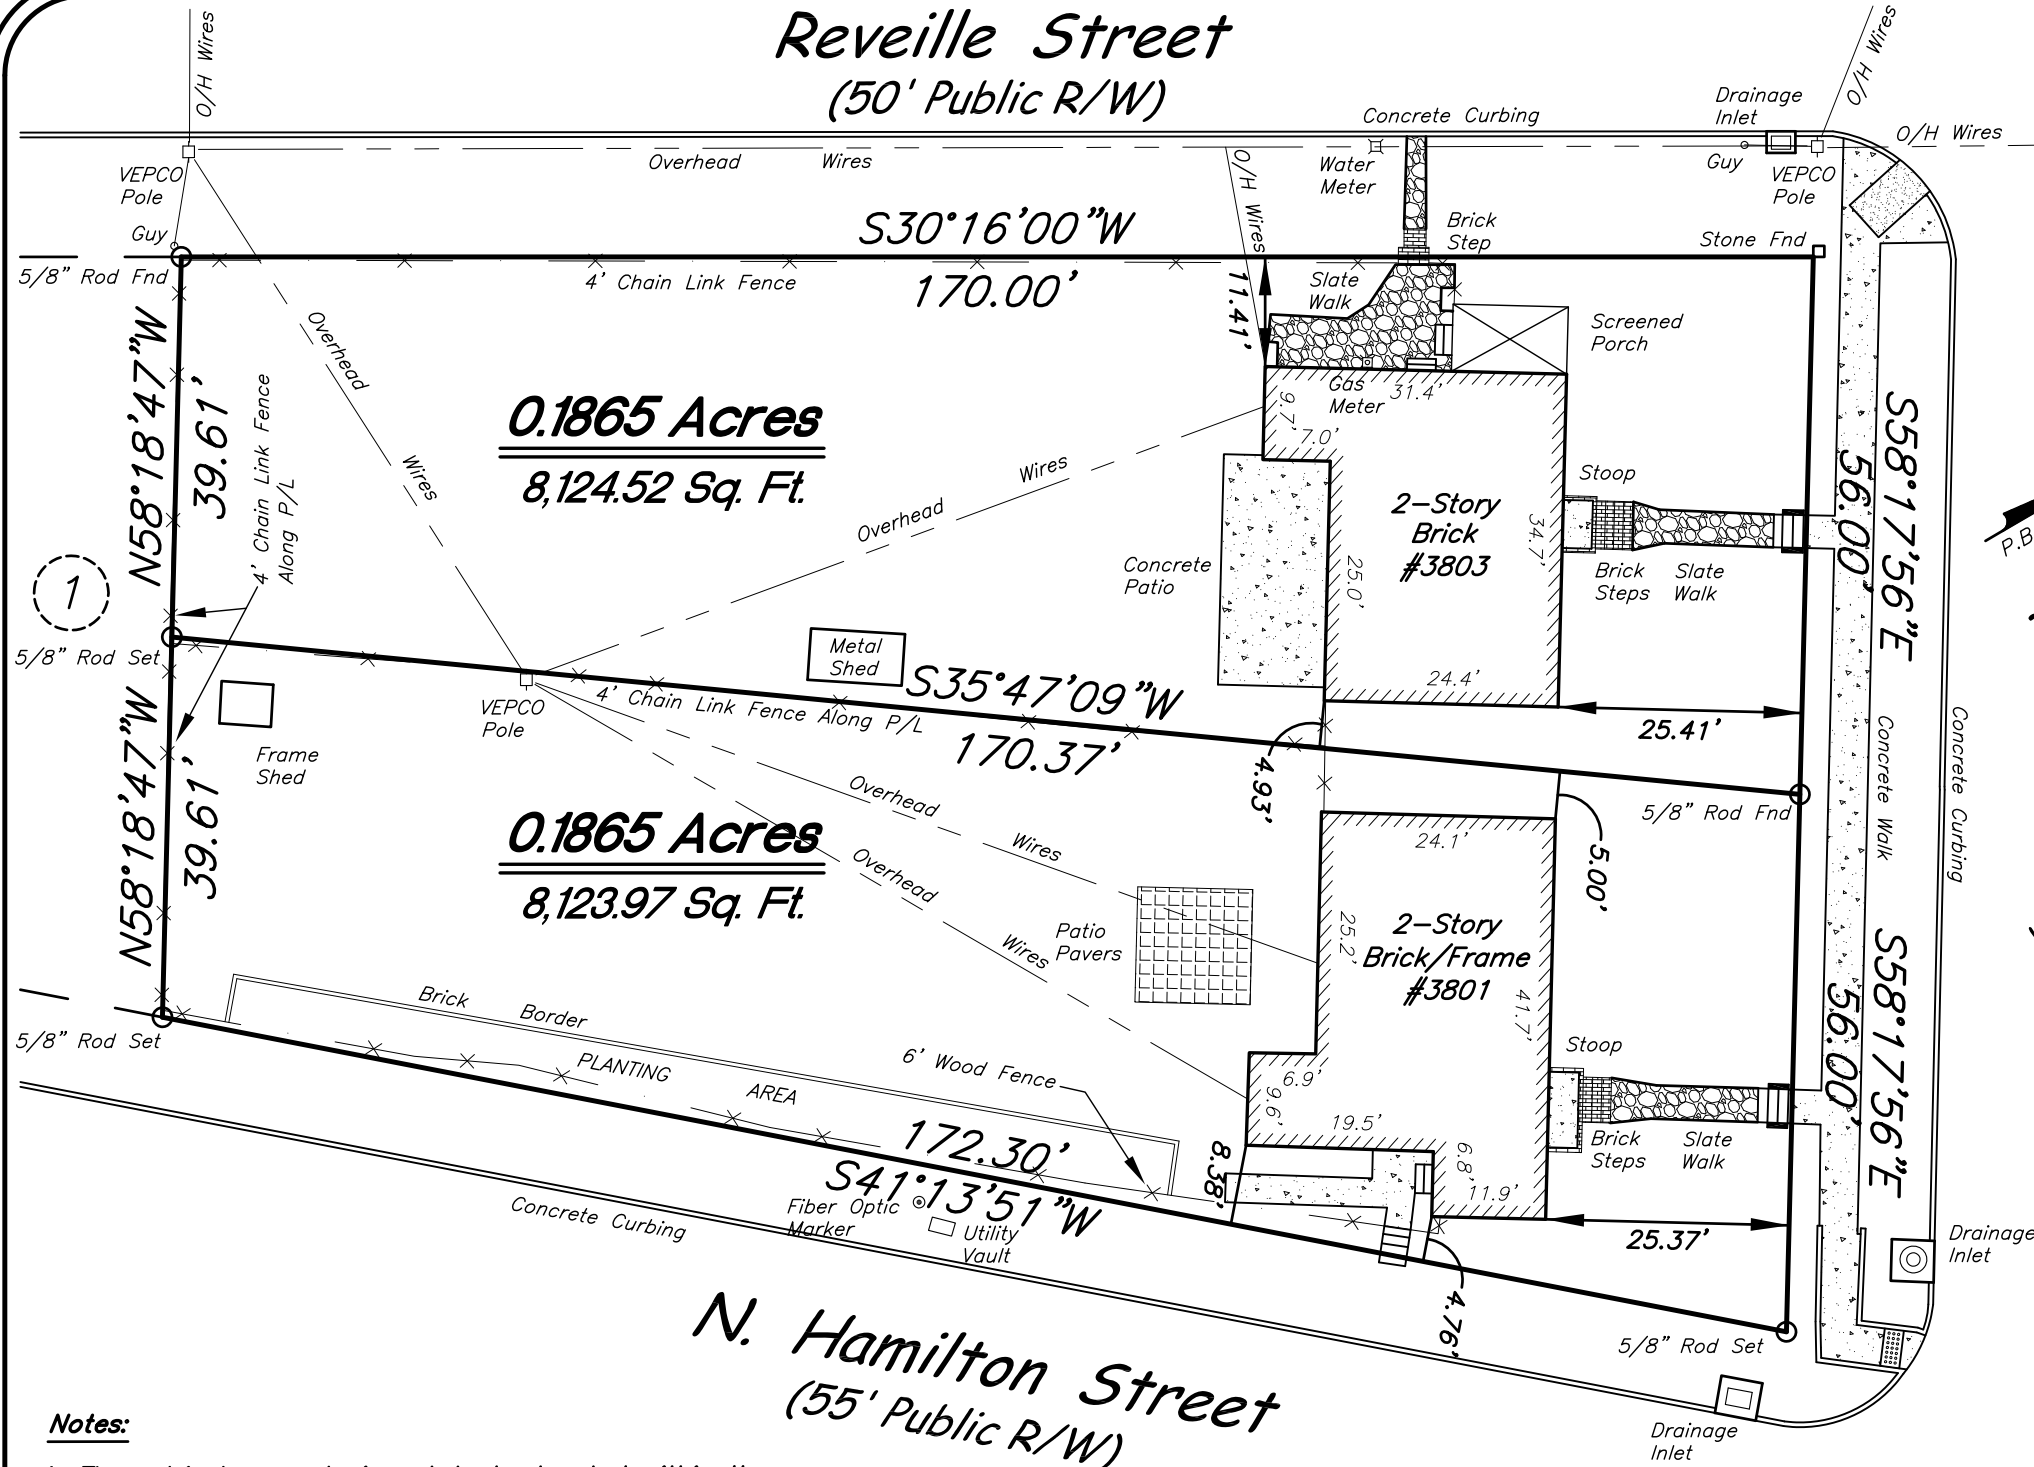 Reveille Street
(50' Public R/W)
O/H Wires
O/H Wires
Concrete Curbing
Drainage
Inlet
O/H Wires
VEPCO
Pole
Overhead Wires
O/H Wires
Water
Meter
Guy
VEPCO
Pole
Guy
S30°16'00"W
Brick
Step
Stone Fnd
5/8" Rod Fnd
4' Chain Link Fence
170.00'
11.41'
Slate
Walk
Screened
Porch
N58°18'47"W
39.61'
4' Chain Link Fence
Along P/L
Overhead
Wires
0.1865 Acres
8,124.52 Sq. Ft.
Overhead Wires
Gas
Meter
31.4'
9.7'
7.0'
2-Story
Brick
#3803
34.7'
25.0'
24.4'
Stoop
Brick
Steps
Slate
Walk
Concrete
Patio
S58°17'56"E
56.00'
P.B
1
5/8" Rod Set
Metal
Shed
S35°47'09"W
4' Chain Link Fence Along P/L
170.37'
VEPCO
Pole
25.41'
4.93'
5/8" Rod Fnd
5.00'
Concrete Walk
Concrete Curbing
Frame
Shed
N58°18'47"W
39.61'
0.1865 Acres
8,123.97 Sq. Ft.
Overhead Wires
Overhead Wires
Patio
Pavers
24.1'
25.2'
2-Story
Brick/Frame
#3801
41.7'
6.9'
9.6'
19.5'
6.8'
11.9'
Stoop
Brick
Steps
Slate
Walk
S58°17'56"E
56.00'
5/8" Rod Set
Brick Border
PLANTING AREA
6' Wood Fence
172.30'
S41°13'51"W
8.38'
25.37'
4.76'
Fiber Optic
Marker
Utility
Vault
Concrete Curbing
Drainage
Inlet
5/8" Rod Set
N. Hamilton Street
(55' Public R/W)
Drainage
Inlet
Notes: